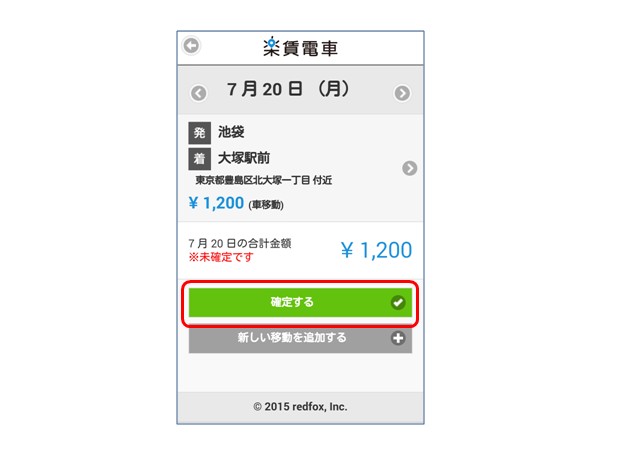 楽賃電車
7月20日 (月)
発 池袋
着 大塚駅前
東京都豊島区北大塚一丁目 付近
¥ 1,200 (車移動)
7月20日の合計金額
※未確定です
¥ 1,200
確定する
新しい移動を追加する
© 2015 redfox, Inc.